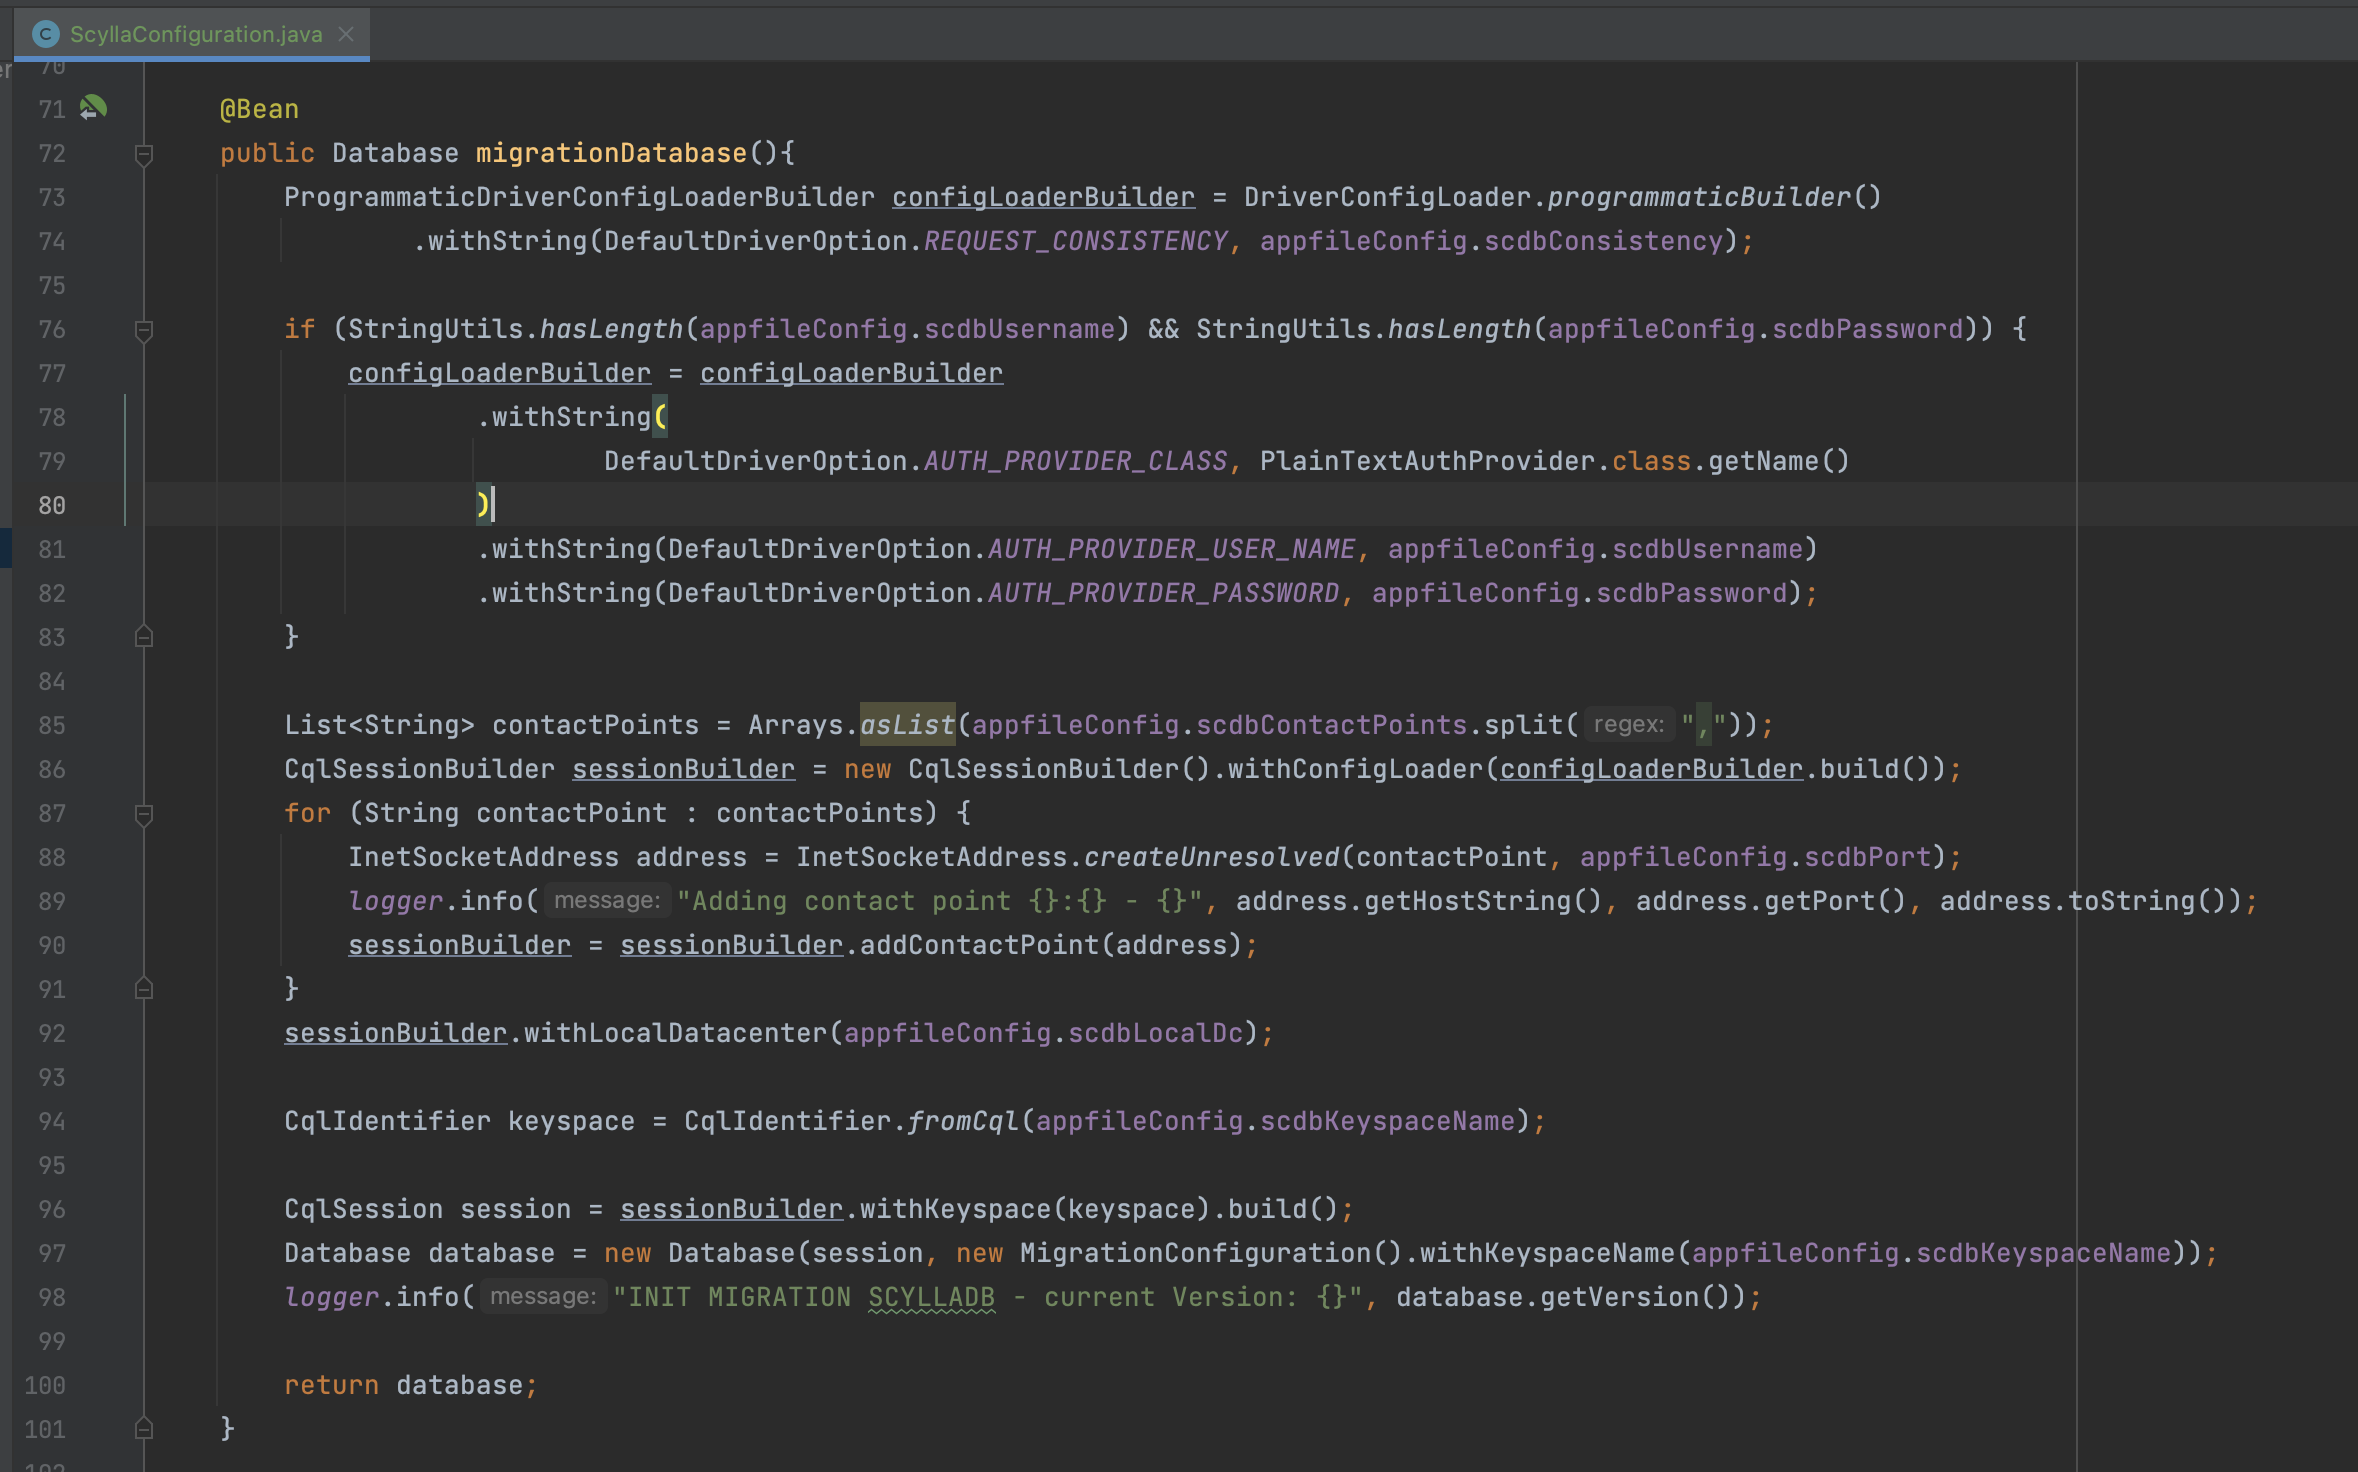 ScyllaConfiguration.java
er 70
71 @Bean
72 public Database migrationDatabase(){
73 ProgrammaticDriverConfigLoaderBuilder configLoaderBuilder = DriverConfigLoader.programmaticBuilder()
74 .withString(DefaultDriverOption.REQUEST_CONSISTENCY, appfileConfig.scdbConsistency);
75
76 if (StringUtils.hasLength(appfileConfig.scdbUsername) && StringUtils.hasLength(appfileConfig.scdbPassword)) {
77 configLoaderBuilder = configLoaderBuilder
78 .withString(
79 DefaultDriverOption.AUTH_PROVIDER_CLASS, PlainTextAuthProvider.class.getName()
80 )
81 .withString(DefaultDriverOption.AUTH_PROVIDER_USER_NAME, appfileConfig.scdbUsername)
82 .withString(DefaultDriverOption.AUTH_PROVIDER_PASSWORD, appfileConfig.scdbPassword);
83 }
84
85 List<String> contactPoints = Arrays.asList(appfileConfig.scdbContactPoints.split( regex: ","));
86 CqlSessionBuilder sessionBuilder = new CqlSessionBuilder().withConfigLoader(configLoaderBuilder.build());
87 for (String contactPoint : contactPoints) {
88 InetSocketAddress address = InetSocketAddress.createUnresolved(contactPoint, appfileConfig.scdbPort);
89 logger.info( message: "Adding contact point {}:{} - {}", address.getHostString(), address.getPort(), address.toString());
90 sessionBuilder = sessionBuilder.addContactPoint(address);
91 }
92 sessionBuilder.withLocalDatacenter(appfileConfig.scdbLocalDc);
93
94 CqlIdentifier keyspace = CqlIdentifier.fromCql(appfileConfig.scdbKeyspaceName);
95
96 CqlSession session = sessionBuilder.withKeyspace(keyspace).build();
97 Database database = new Database(session, new MigrationConfiguration().withKeyspaceName(appfileConfig.scdbKeyspaceName));
98 logger.info( message: "INIT MIGRATION SCYLLADB - current Version: {}", database.getVersion());
99
100 return database;
101 }
102